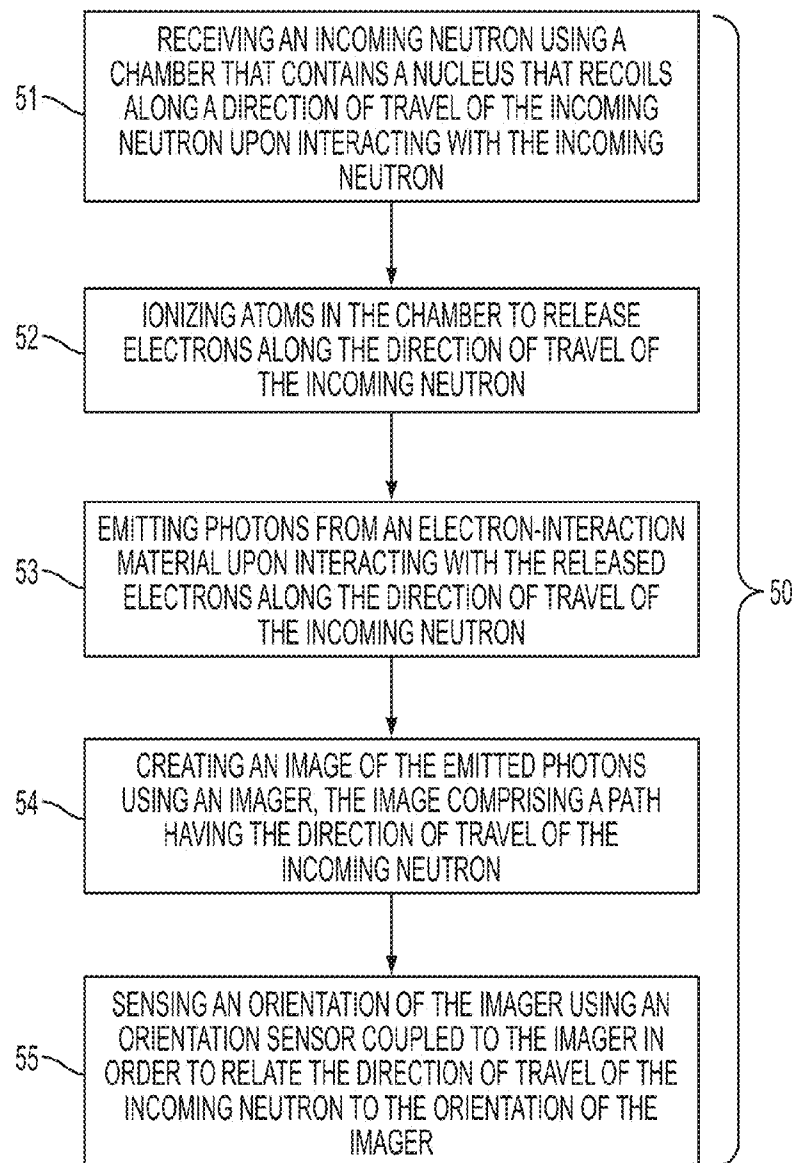 51
RECEIVING AN INCOMING NEUTRON USING A
CHAMBER THAT CONTAINS A NUCLEUS THAT RECOILS
ALONG A DIRECTION OF TRAVEL OF THE INCOMING
NEUTRON UPON INTERACTING WITH THE INCOMING
NEUTRON
52
IONIZING ATOMS IN THE CHAMBER TO RELEASE
ELECTRONS ALONG THE DIRECTION OF TRAVEL OF
THE INCOMING NEUTRON
53
EMITTING PHOTONS FROM AN ELECTRON-INTERACTION
MATERIAL UPON INTERACTING WITH THE RELEASED
ELECTRONS ALONG THE DIRECTION OF TRAVEL OF
THE INCOMING NEUTRON
50
54
CREATING AN IMAGE OF THE EMITTED PHOTONS
USING AN IMAGER, THE IMAGE COMPRISING A PATH
HAVING THE DIRECTION OF TRAVEL OF THE
INCOMING NEUTRON
55
SENSING AN ORIENTATION OF THE IMAGER USING AN
ORIENTATION SENSOR COUPLED TO THE IMAGER IN
ORDER TO RELATE THE DIRECTION OF TRAVEL OF THE
INCOMING NEUTRON TO THE ORIENTATION OF THE
IMAGER